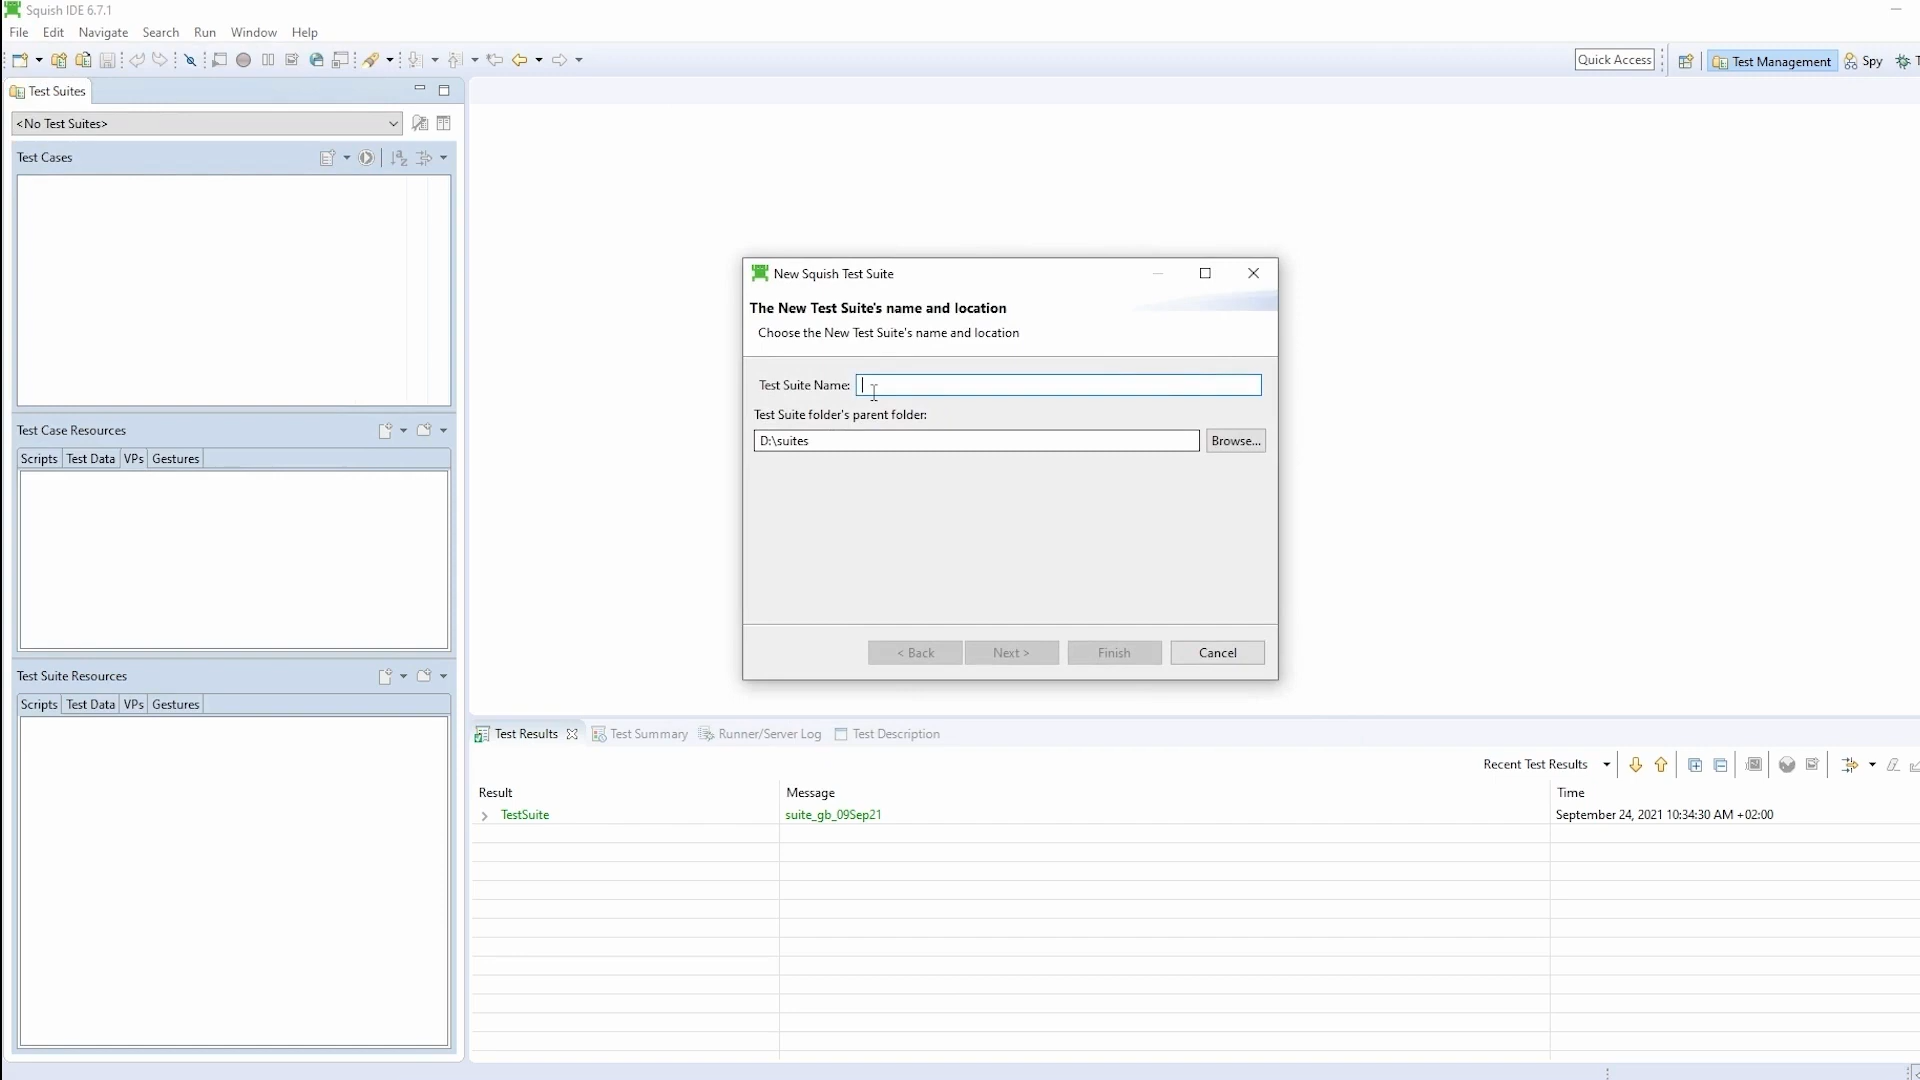 Squish IDE 6.7.1
File Edit Navigate Search Run Window Help
Quick Access
Test Management
Spy
Test Suites
<No Test Suites>
Test Cases
Test Case Resources
Scripts Test Data VPs Gestures
Test Suite Resources
Scripts Test Data VPs Gestures
New Squish Test Suite
The New Test Suite's name and location
Choose the New Test Suite's name and location
Test Suite Name:
Test Suite folder's parent folder:
D:\suites
Browse...
< Back Next > Finish Cancel
Test Results Test Summary Runner/Server Log Test Description
Recent Test Results
Result Message Time
TestSuite suite_gb_09Sep21 September 24, 2021 10:34:30 AM +02:00